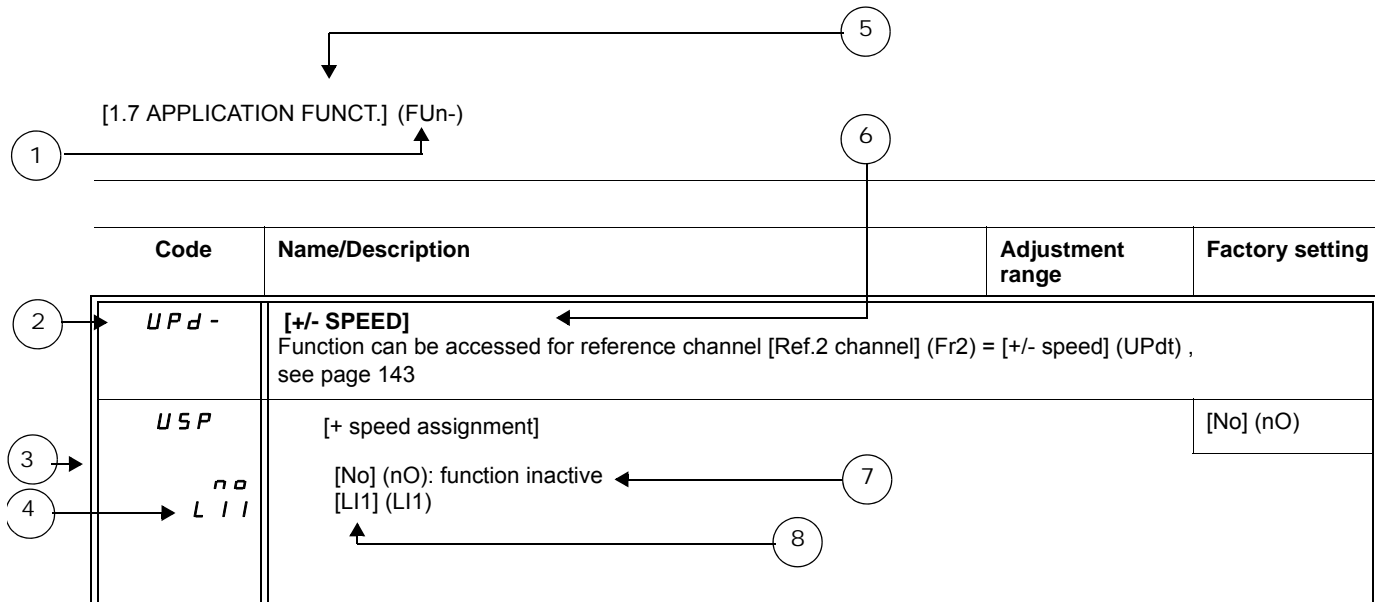 5
[1.7 APPLICATION FUNCT.] (FUn-)
1
6
Code Name/Description Adjustment range Factory setting
2
UPd- [+/- SPEED]
Function can be accessed for reference channel [Ref.2 channel] (Fr2) = [+/- speed] (UPdt) ,
see page 143
USP [+ speed assignment] [No] (nO)
3
no [No] (nO): function inactive 7
4
LI1 [LI1] (LI1)
8